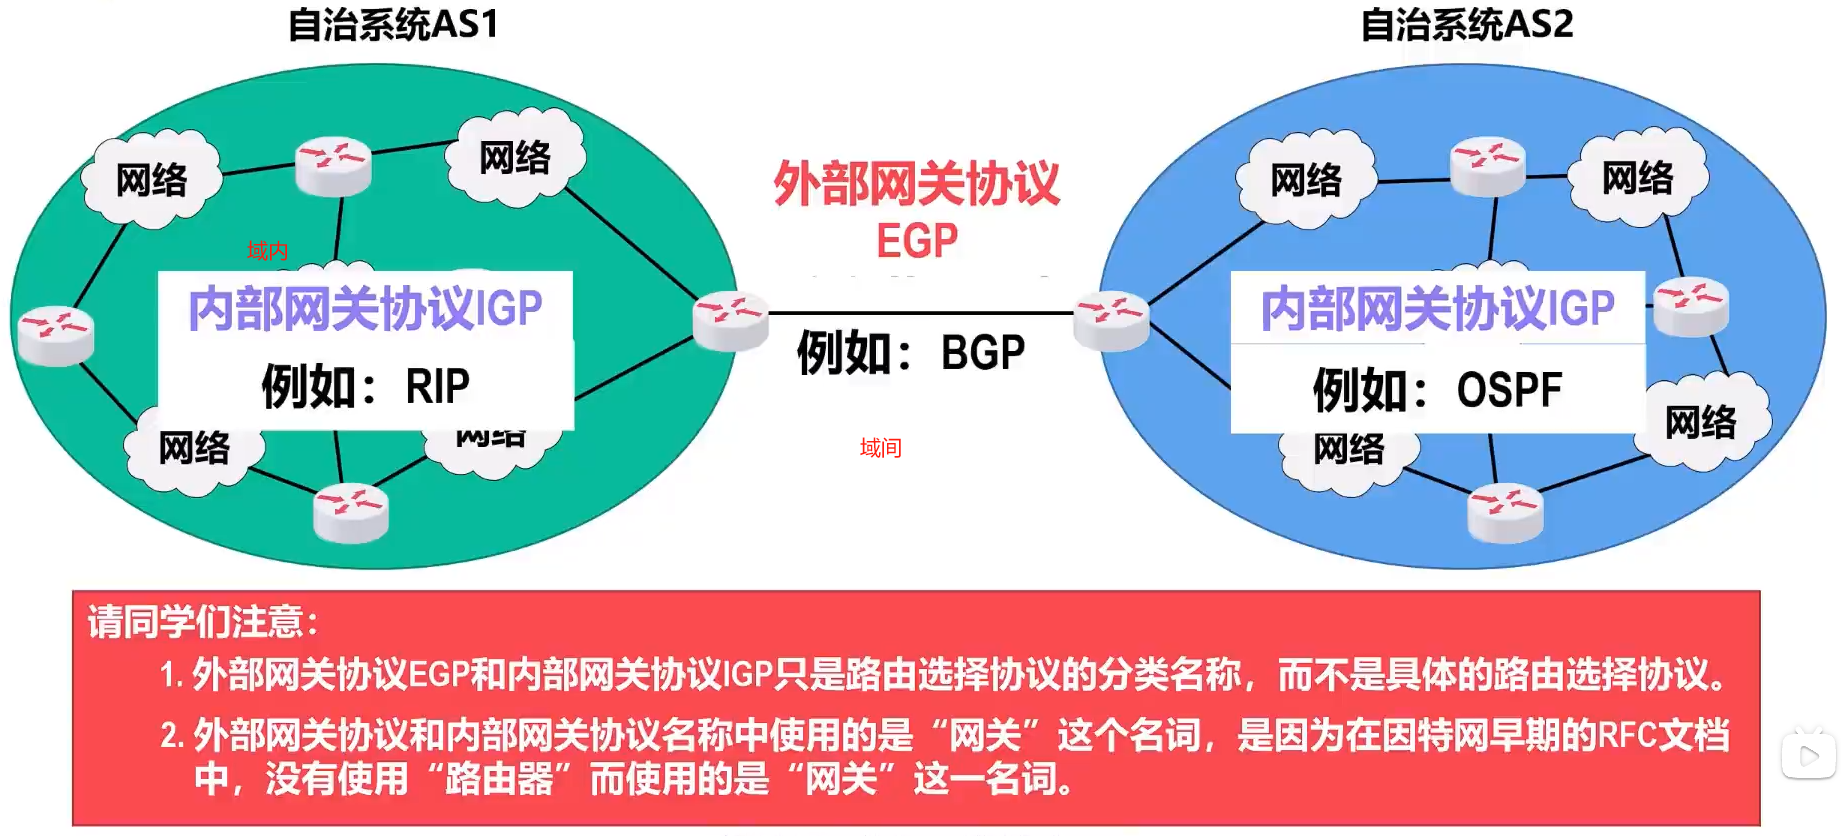 自治系统AS1
自治系统AS2
网络
网络
外部网关协议
EGP
网络
网络
域内
内部网关协议IGP
例如：RIP
例如：BGP
内部网关协议IGP
例如：OSPF
网络
网络
域间
网络
网络
请同学们注意：
1. 外部网关协议EGP和内部网关协议IGP只是路由选择协议的分类名称，而不是具体的路由选择协议。
2. 外部网关协议和内部网关协议名称中使用的是“网关”这个名词，是因为在因特网早期的RFC文档
中，没有使用“路由器”而使用的是“网关”这一名词。